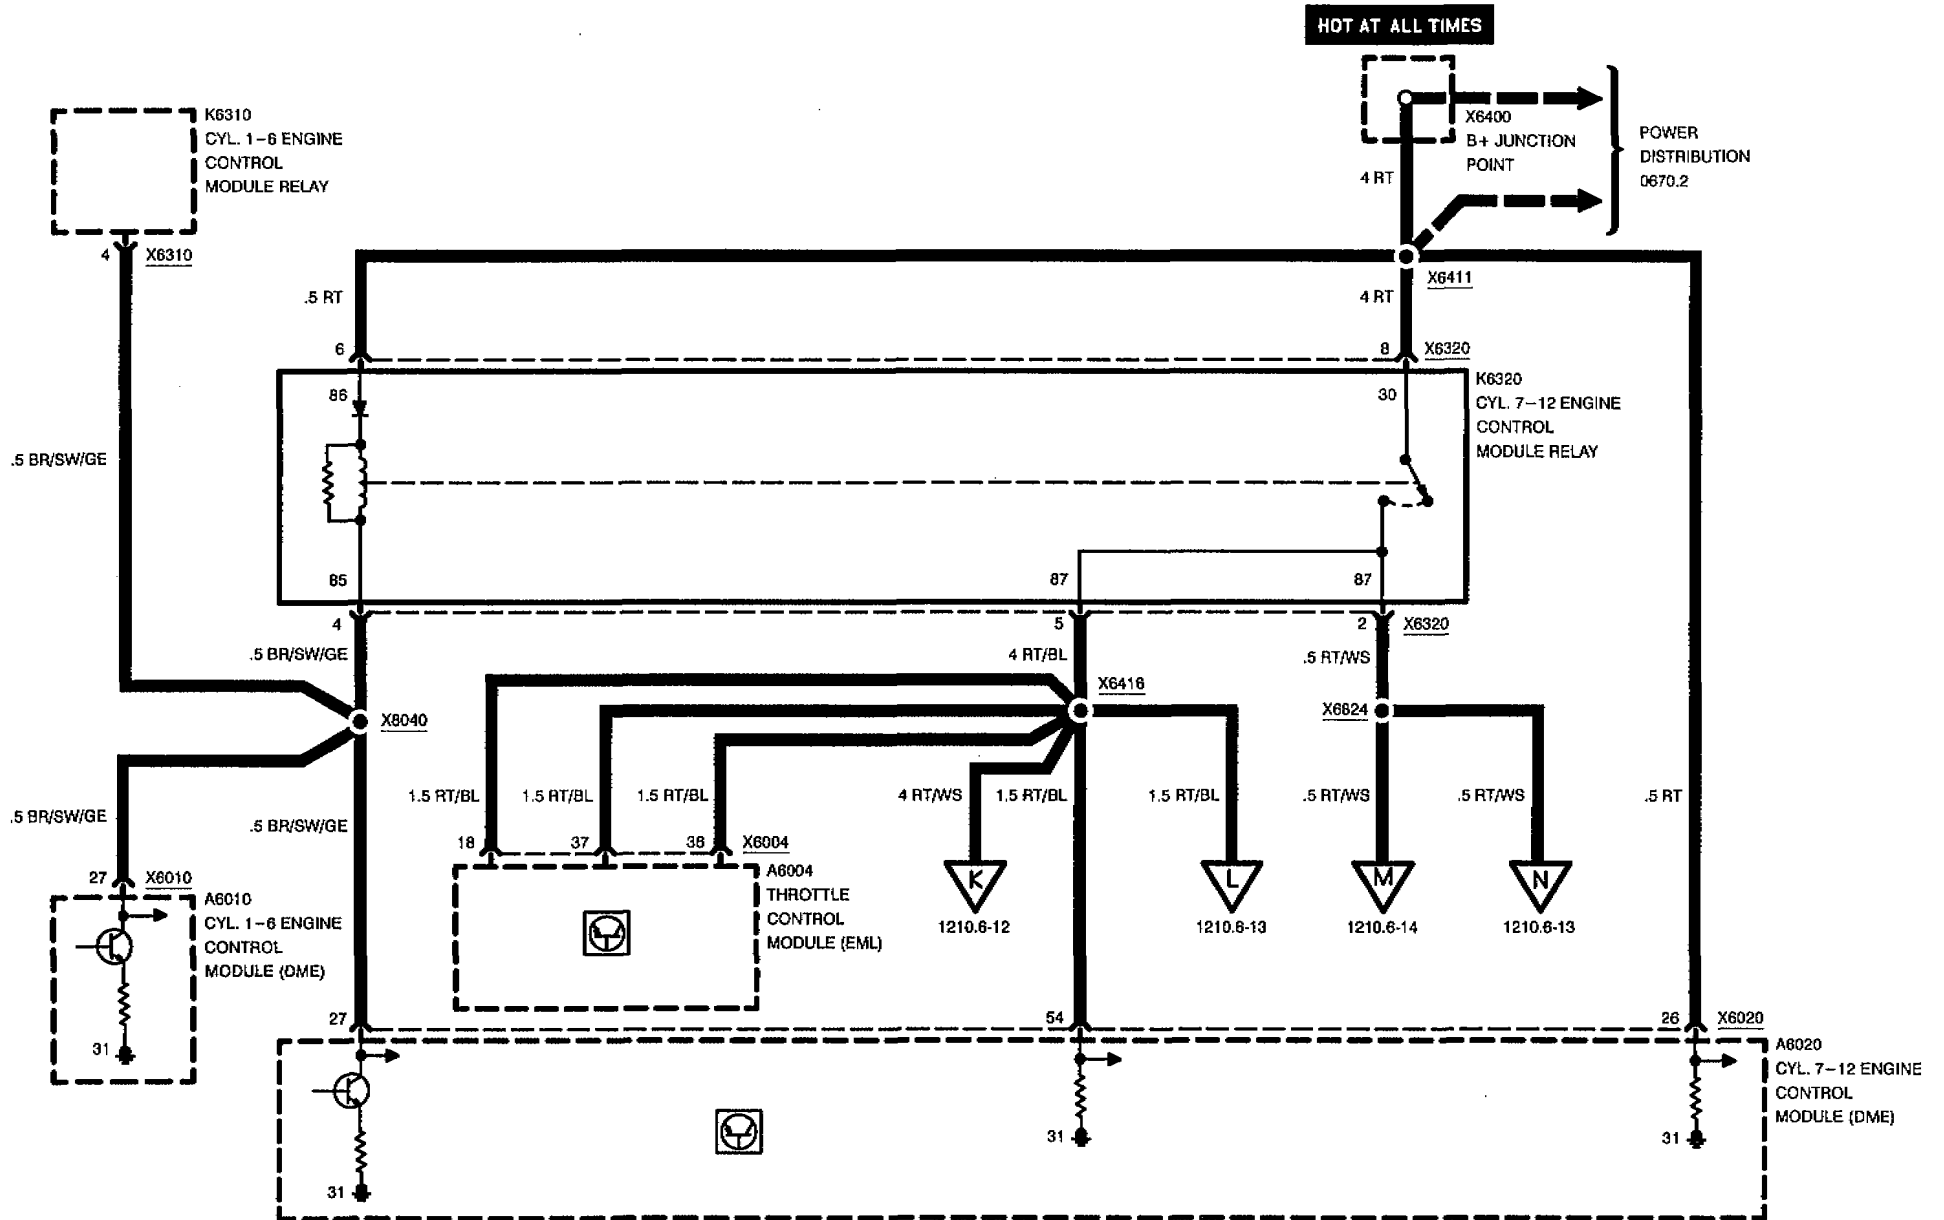 HOT AT ALL TIMES
X6400
B+ JUNCTION
POINT
POWER
DISTRIBUTION
0670.2
4 RT
K6310
CYL. 1-6 ENGINE
CONTROL
MODULE RELAY
4
X6310
X6411
.5 RT
4 RT
6
8
X6320
K6320
CYL. 7-12 ENGINE
CONTROL
MODULE RELAY
86
30
.5 BR/SW/GE
85
87
87
4
5
2
X6320
.5 BR/SW/GE
4 RT/BL
.5 RT/WS
X6416
X6824
X8040
1.5 RT/BL
1.5 RT/BL
1.5 RT/BL
4 RT/WS
1.5 RT/BL
1.5 RT/BL
.5 RT/WS
.5 RT/WS
.5 RT
.5 BR/SW/GE
.5 BR/SW/GE
18
37
38
X6004
A6004
THROTTLE
CONTROL
MODULE (EML)
K
L
M
N
1210.6-12
1210.6-13
1210.6-14
1210.6-13
27
X6010
A6010
CYL. 1-6 ENGINE
CONTROL
MODULE (DME)
31
27
54
26
X6020
A6020
CYL. 7-12 ENGINE
CONTROL
MODULE (DME)
31
31
31